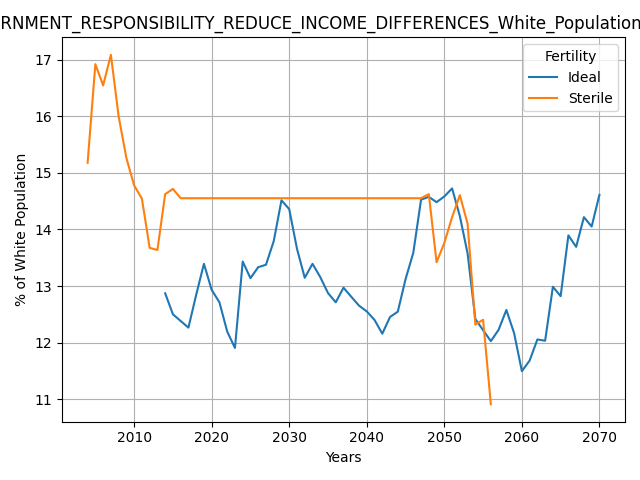 RNMENT_RESPONSIBILITY_REDUCE_INCOME_DIFFERENCES_White_Population
Fertility
Ideal
Sterile
% of White Population
17
16
15
14
13
12
11
2010 2020 2030 2040 2050 2060 2070
Years